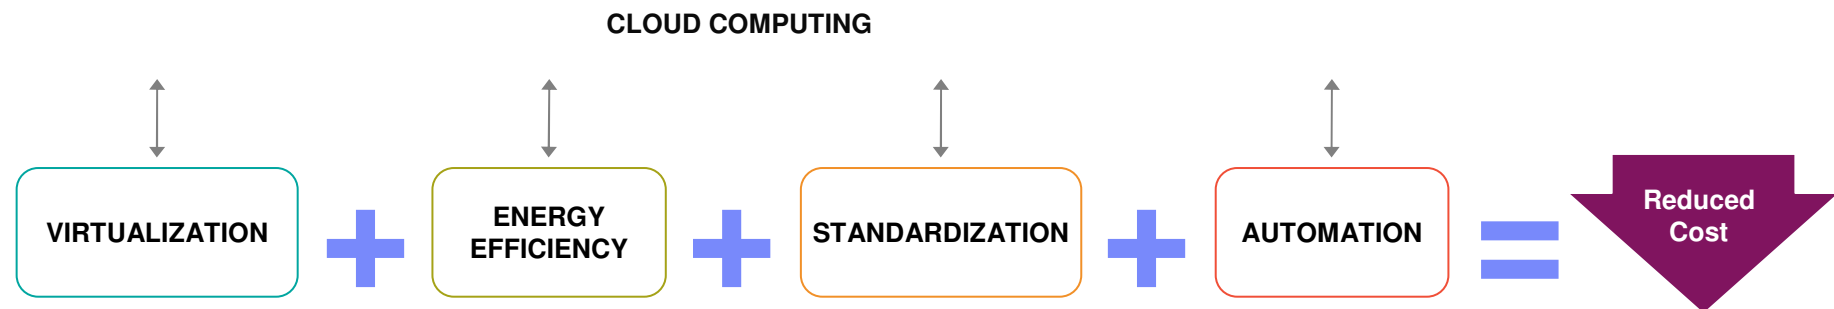 CLOUD COMPUTING
VIRTUALIZATION
ENERGY
EFFICIENCY
STANDARDIZATION
AUTOMATION
Reduced
Cost